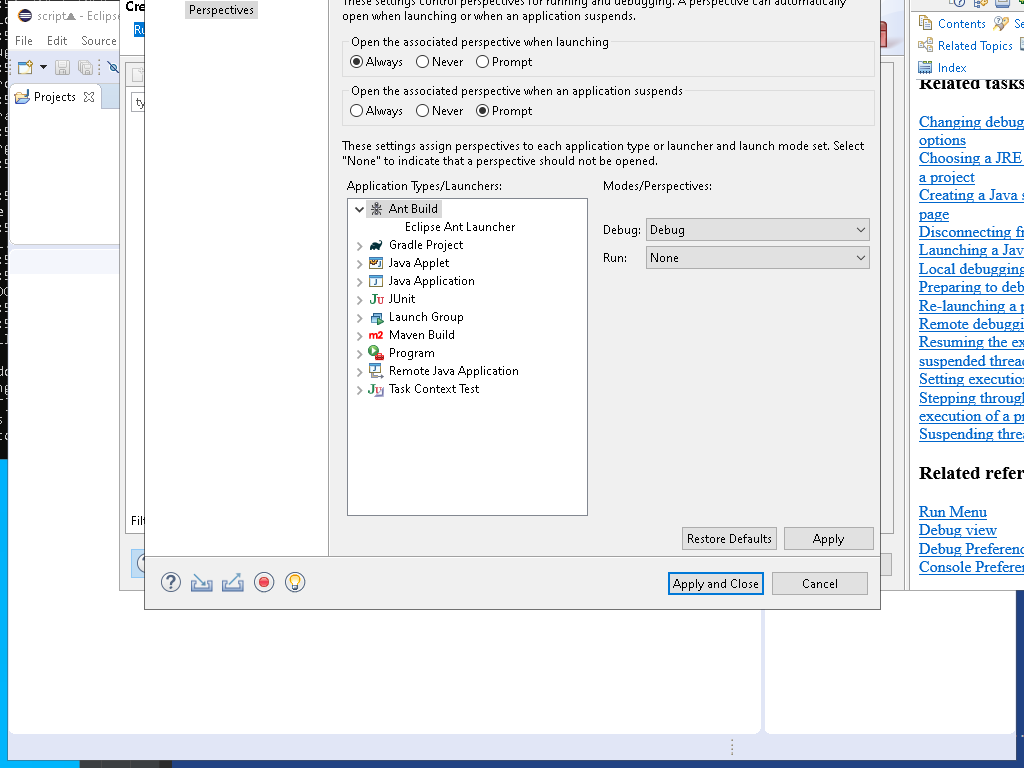 script▲ - Eclipse
File Edit Source
Projects
Cre
Perspectives
These settings control perspectives for running and debugging. A perspective can automatically
open when launching or when an application suspends.
Open the associated perspective when launching
Always Never Prompt
Open the associated perspective when an application suspends
Always Never Prompt
These settings assign perspectives to each application type or launcher and launch mode set. Select
"None" to indicate that a perspective should not be opened.
Application Types/Launchers:
Ant Build
Eclipse Ant Launcher
Gradle Project
Java Applet
Java Application
JUnit
Launch Group
Maven Build
Program
Remote Java Application
Task Context Test
Modes/Perspectives:
Debug: Debug
Run: None
Restore Defaults Apply
Apply and Close Cancel
Contents Se
Related Topics
Index
Related tasks
Changing debug
options
Choosing a JRE
a project
Creating a Java s
page
Disconnecting fr
Launching a Jav
Local debugging
Preparing to deb
Re-launching a p
Remote debuggi
Resuming the ex
suspended threa
Setting execution
Stepping through
execution of a pr
Suspending threa
Related refer
Run Menu
Debug view
Debug Preferenc
Console Preferen